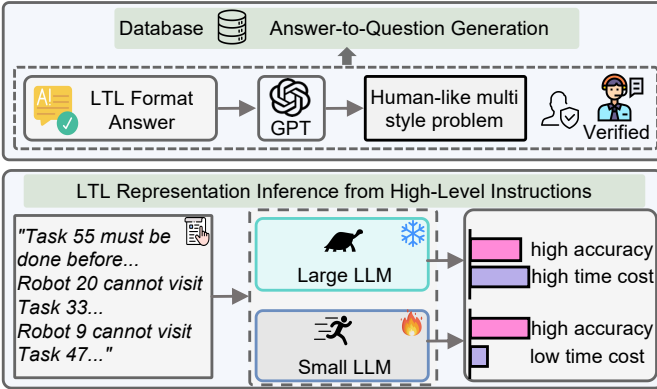 Database Answer-to-Question Generation
A!
LTL Format
Answer
GPT
Human-like multi
style problem
Verified
LTL Representation Inference from High-Level Instructions
"Task 55 must be
done before...
Robot 20 cannot visit
Task 33...
Robot 9 cannot visit
Task 47..."
Large LLM
Small LLM
high accuracy
high time cost
high accuracy
low time cost